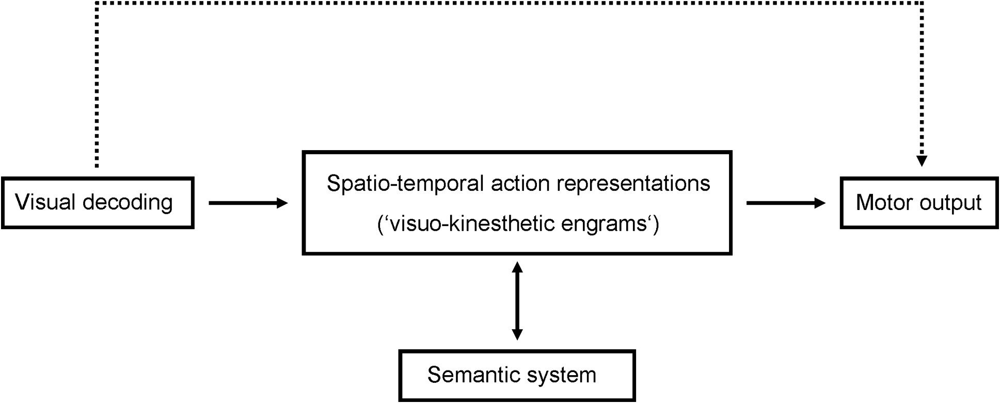 Spatio-temporal action representations
Visual decoding
Motor output
(‘visuo-kinesthetic engrams‘)
Semantic system